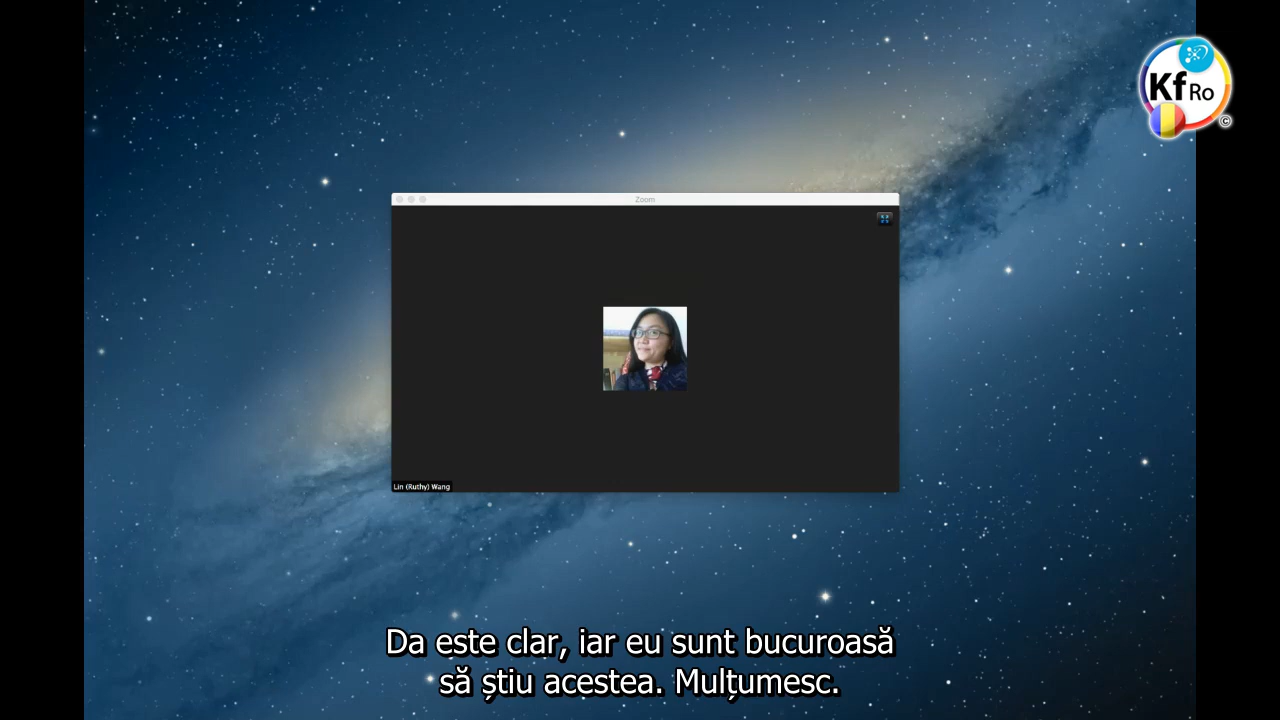 Kf Ro
©
Zoom
Lin (Ruthy) Wang
Da este clar, iar eu sunt bucuroasă
să știu acestea. Mulțumesc.